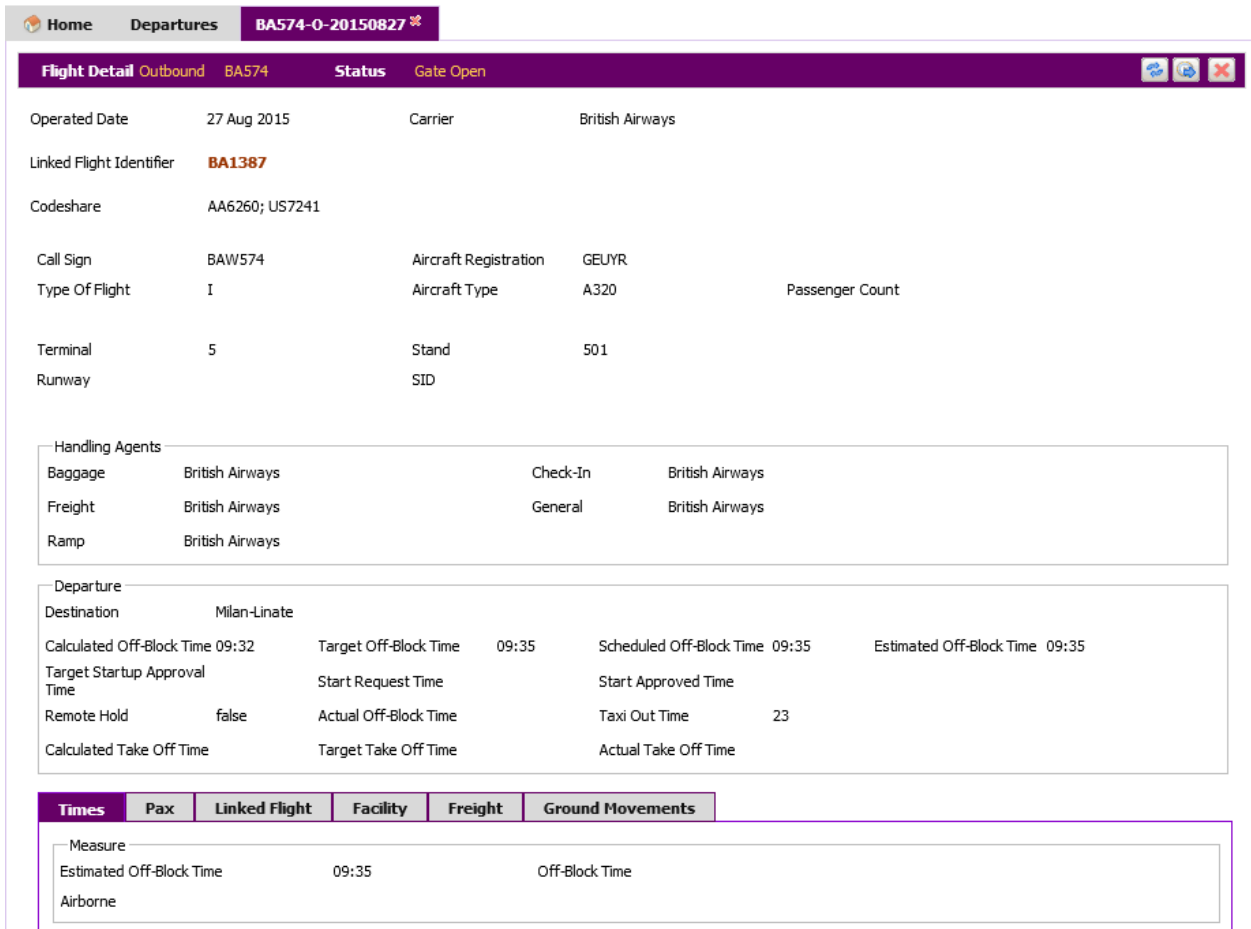 Home Departures BA574-O-20150827
Flight Detail Outbound BA574 Status Gate Open
Operated Date 27 Aug 2015 Carrier British Airways
Linked Flight Identifier BA1387
Codeshare AA6260; US7241
Call Sign BAW574 Aircraft Registration GEUYR
Type Of Flight I Aircraft Type A320 Passenger Count
Terminal 5 Stand 501
Runway SID
Handling Agents
Baggage British Airways Check-In British Airways
Freight British Airways General British Airways
Ramp British Airways
Departure
Destination Milan-Linate
Calculated Off-Block Time 09:32 Target Off-Block Time 09:35 Scheduled Off-Block Time 09:35 Estimated Off-Block Time 09:35
Target Startup Approval
Time Start Request Time Start Approved Time
Remote Hold false Actual Off-Block Time Taxi Out Time 23
Calculated Take Off Time Target Take Off Time Actual Take Off Time
Times Pax Linked Flight Facility Freight Ground Movements
Measure
Estimated Off-Block Time 09:35 Off-Block Time
Airborne